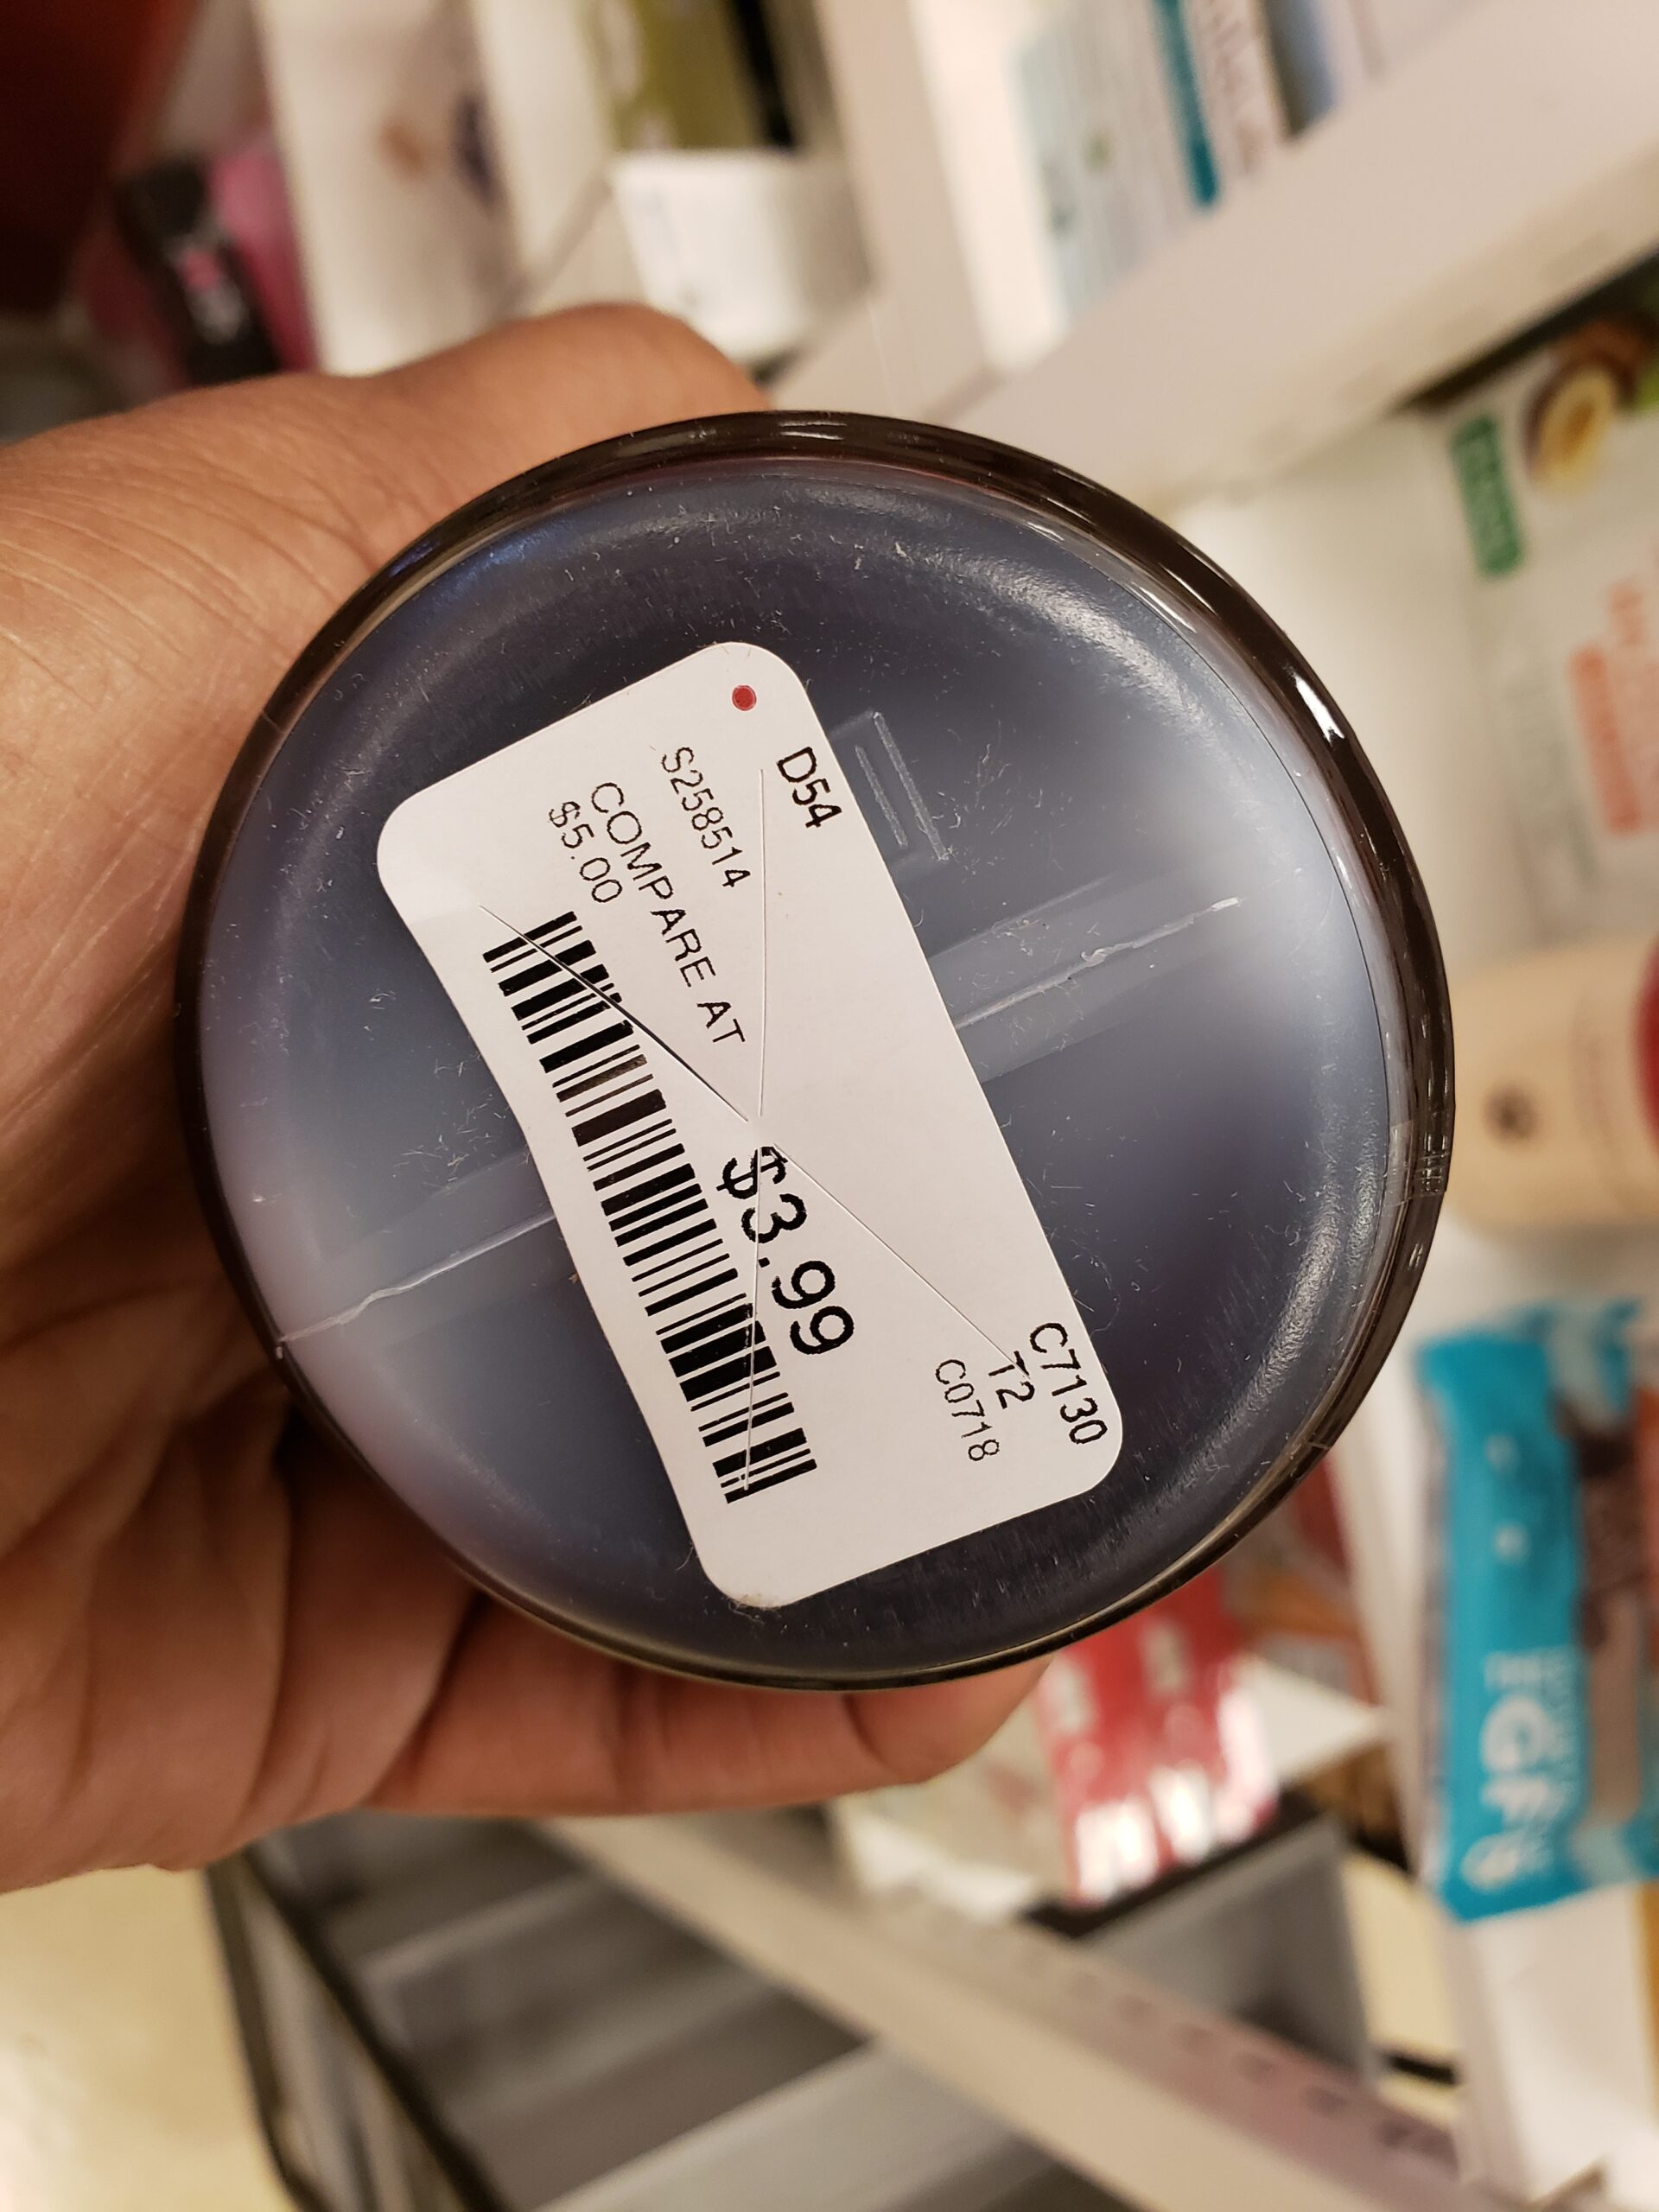 D54
C7130
T2
S258514
C0718
COMPARE AT
$5.00
$3.99